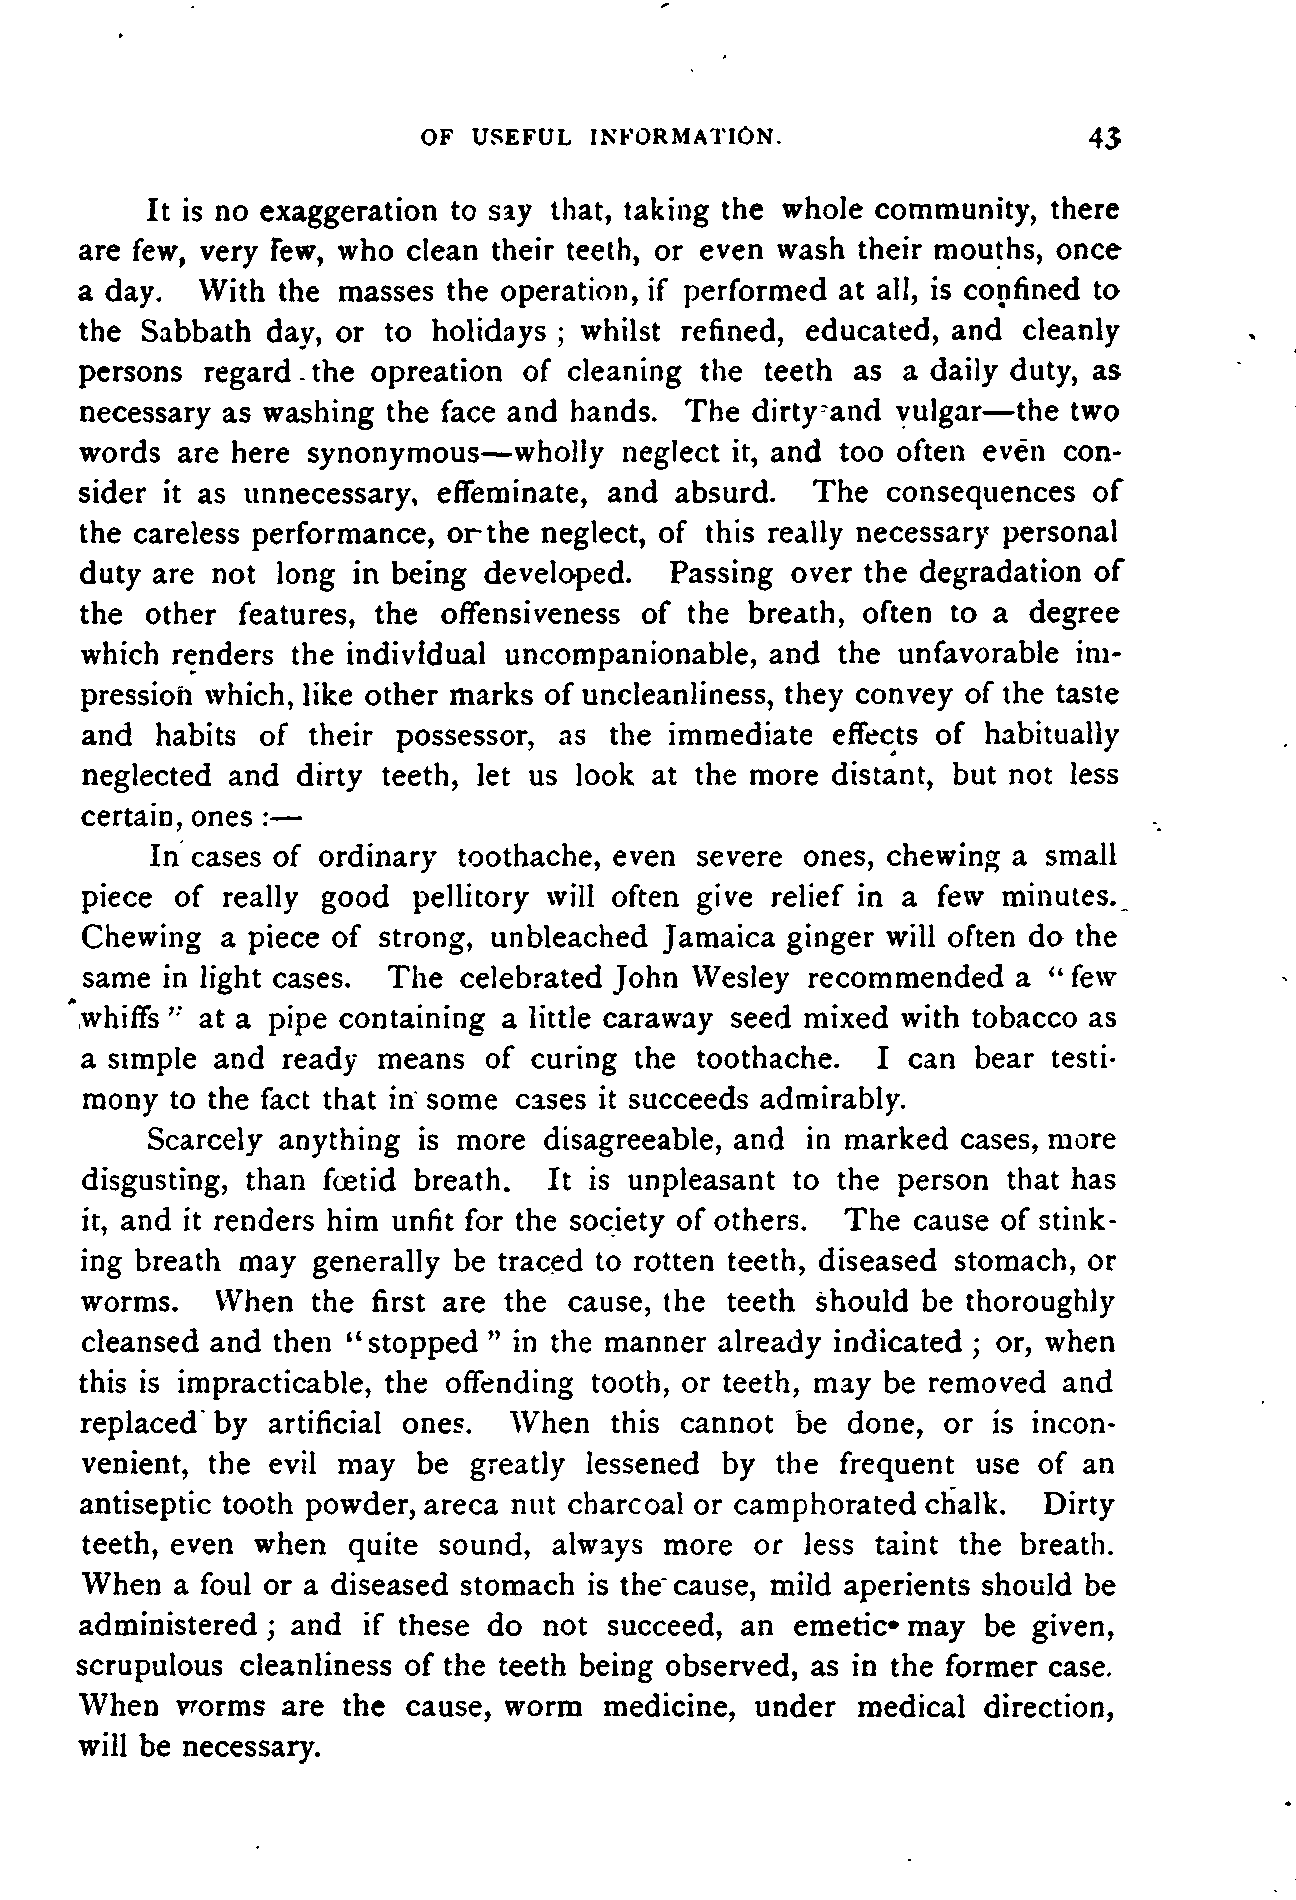 OF USEFUL INFORMATION. 43
It is no exaggeration to say that, taking the whole community, there
are few, very few, who clean their teeth, or even wash their mouths, once
a day. With the masses the operation, if performed at all, is confined to
the Sabbath day, or to holidays ; whilst refined, educated, and cleanly
persons regard the opreation of cleaning the teeth as a daily duty, as
necessary as washing the face and hands. The dirty and vulgar—the two
words are here synonymous—wholly neglect it, and too often even con-
sider it as unnecessary, effeminate, and absurd. The consequences of
the careless performance, or the neglect, of this really necessary personal
duty are not long in being developed. Passing over the degradation of
the other features, the offensiveness of the breath, often to a degree
which renders the individual uncompanionable, and the unfavorable im-
pression which, like other marks of uncleanliness, they convey of the taste
and habits of their possessor, as the immediate effects of habitually
neglected and dirty teeth, let us look at the more distant, but not less
certain, ones :—
In cases of ordinary toothache, even severe ones, chewing a small
piece of really good pellitory will often give relief in a few minutes.
Chewing a piece of strong, unbleached Jamaica ginger will often do the
same in light cases. The celebrated John Wesley recommended a “ few
whiffs ” at a pipe containing a little caraway seed mixed with tobacco as
a simple and ready means of curing the toothache. I can bear testi-
mony to the fact that in some cases it succeeds admirably.
Scarcely anything is more disagreeable, and in marked cases, more
disgusting, than fœtid breath. It is unpleasant to the person that has
it, and it renders him unfit for the society of others. The cause of stink-
ing breath may generally be traced to rotten teeth, diseased stomach, or
worms. When the first are the cause, the teeth should be thoroughly
cleansed and then “ stopped ” in the manner already indicated ; or, when
this is impracticable, the offending tooth, or teeth, may be removed and
replaced by artificial ones. When this cannot be done, or is incon-
venient, the evil may be greatly lessened by the frequent use of an
antiseptic tooth powder, areca nut charcoal or camphorated chalk. Dirty
teeth, even when quite sound, always more or less taint the breath.
When a foul or a diseased stomach is the cause, mild aperients should be
administered ; and if these do not succeed, an emetic may be given,
scrupulous cleanliness of the teeth being observed, as in the former case.
When worms are the cause, worm medicine, under medical direction,
will be necessary.